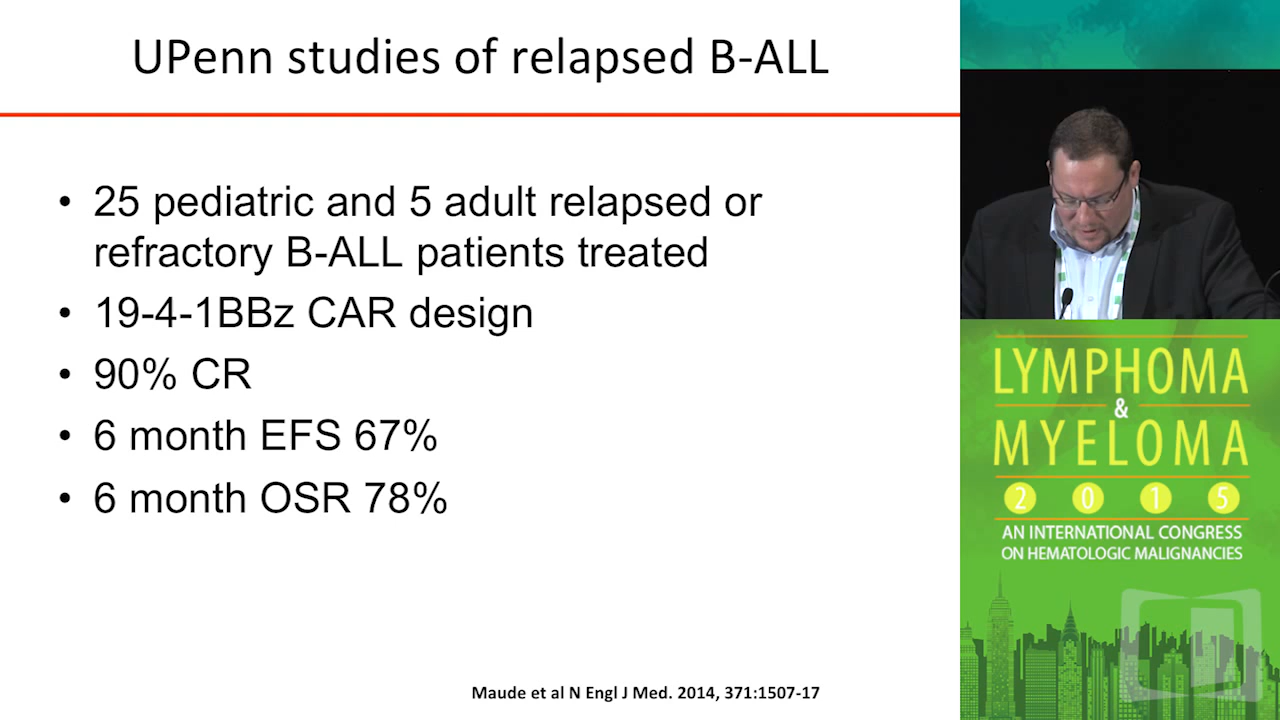 UPenn studies of relapsed B-ALL
• 25 pediatric and 5 adult relapsed or
refractory B-ALL patients treated
• 19-4-1BBz CAR design
• 90% CR
• 6 month EFS 67%
• 6 month OSR 78%
Maude et al N Engl J Med. 2014, 371:1507-17
LYMPHOMA
&
MYELOMA
2 0 1 5
AN INTERNATIONAL CONGRESS
ON HEMATOLOGIC MALIGNANCIES